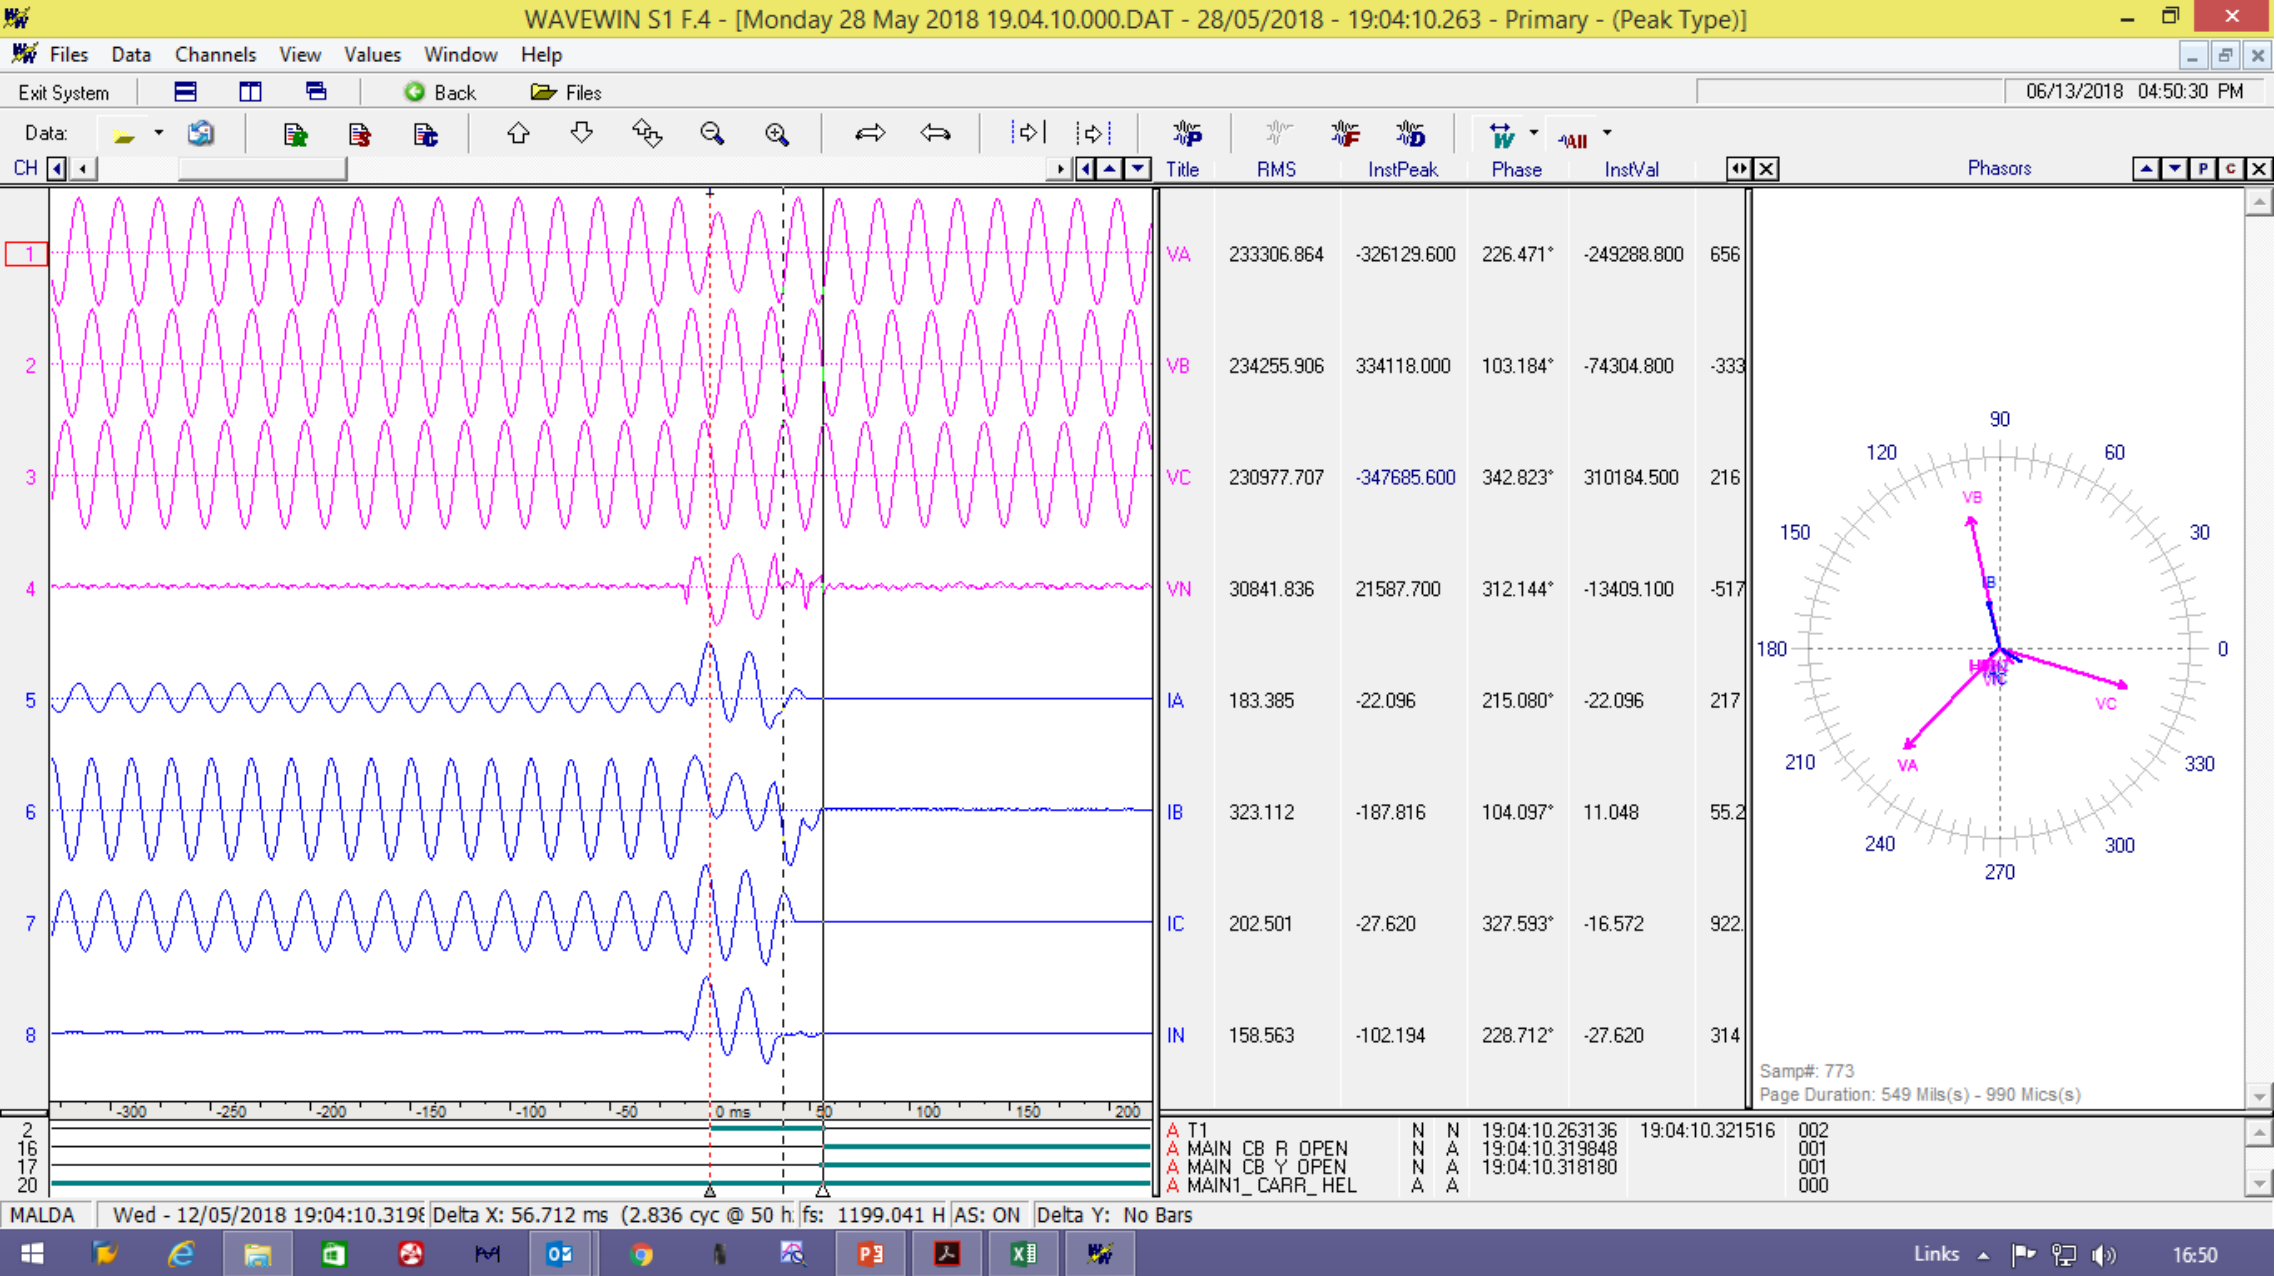 WAVEWIN S1 F.4 - [Monday 28 May 2018 19.04.10.000.DAT - 28/05/2018 - 19:04:10.263 - Primary - (Peak Type)]
Files Data Channels View Values Window Help
Exit System Back Files 06/13/2018 04:50:30 PM
Data:
CH Title RMS InstPeak Phase InstVal Phasors P C
1 VA 233306.864 -326129.600 226.471° -249288.800 656
2 VB 234255.906 334118.000 103.184° -74304.800 -333
3 VC 230977.707 -347685.600 342.823° 310184.500 216
4 VN 30841.836 21587.700 312.144° -13409.100 -517
5 IA 183.385 -22.096 215.080° -22.096 217
6 IB 323.112 -187.816 104.097° 11.048 55.2
7 IC 202.501 -27.620 327.593° -16.572 922.
8 IN 158.563 -102.194 228.712° -27.620 314
90
120 60
VB
150 30
IB
180 0
VC
210 VA 330
240 300
270
Samp#: 773
Page Duration: 549 Mils(s) - 990 Mics(s)
-300 -250 -200 -150 -100 -50 0 ms 50 100 150 200
2 A T1 N N 19:04:10.263136 19:04:10.321516 002
16 A MAIN CB R OPEN N A 19:04:10.319848 001
17 A MAIN CB Y OPEN N A 19:04:10.318180 001
20 A MAIN1_ CARR_ HEL A A 000
MALDA Wed - 12/05/2018 19:04:10.319 Delta X: 56.712 ms (2.836 cyc @ 50 h fs: 1199.041 H AS: ON Delta Y: No Bars
Links 16:50